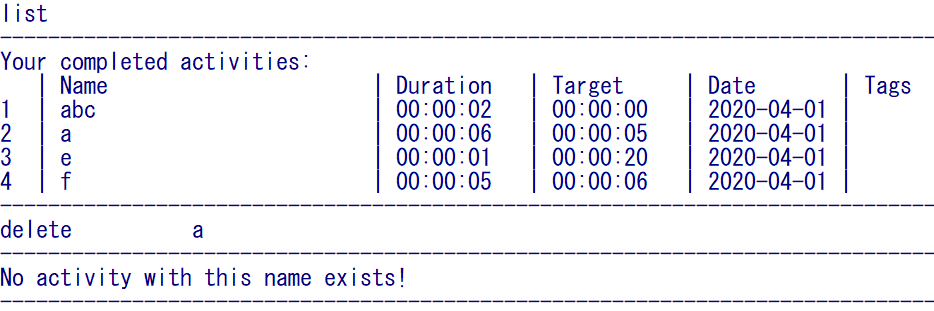 list
------------------------------------------------------------------------------
Your completed activities:
   | Name                      | Duration   | Target     | Date       | Tags
1  | abc                       | 00:00:02   | 00:00:00   | 2020-04-01 |
2  | a                         | 00:00:06   | 00:00:05   | 2020-04-01 |
3  | e                         | 00:00:01   | 00:00:20   | 2020-04-01 |
4  | f                         | 00:00:05   | 00:00:06   | 2020-04-01 |
------------------------------------------------------------------------------
delete          a
------------------------------------------------------------------------------
No activity with this name exists!
------------------------------------------------------------------------------